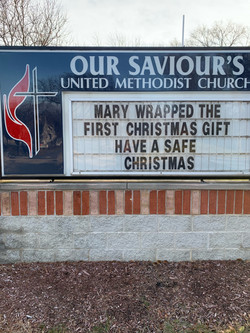 OUR SAVIOUR'S
UNITED METHODIST CHURCH
MARY WRAPPED THE
FIRST CHRISTMAS GIFT
HAVE A SAFE
CHRISTMAS